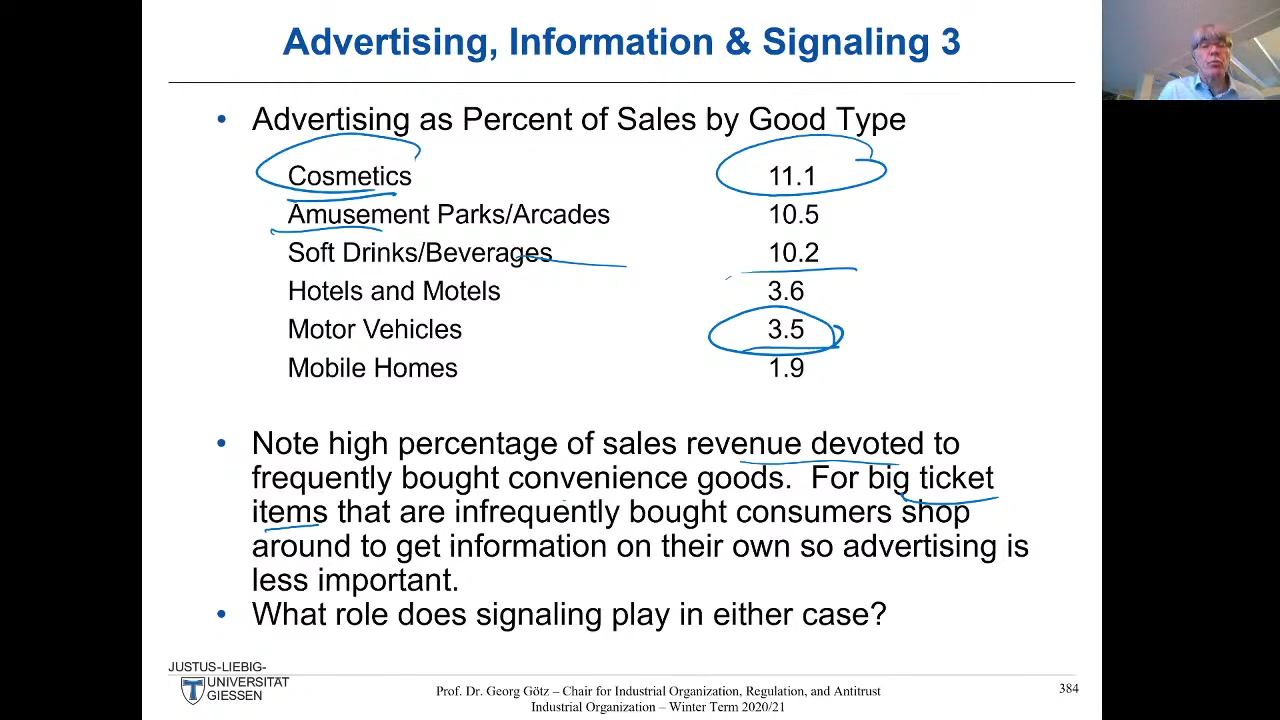 Advertising, Information & Signaling 3
• Advertising as Percent of Sales by Good Type
Cosmetics 11.1
Amusement Parks/Arcades 10.5
Soft Drinks/Beverages 10.2
Hotels and Motels 3.6
Motor Vehicles 3.5
Mobile Homes 1.9
• Note high percentage of sales revenue devoted to
frequently bought convenience goods. For big ticket
items that are infrequently bought consumers shop
around to get information on their own so advertising is
less important.
• What role does signaling play in either case?
JUSTUS-LIEBIG-
UNIVERSITÄT
GIESSEN
Prof. Dr. Georg Götz – Chair for Industrial Organization, Regulation, and Antitrust
Industrial Organization – Winter Term 2020/21
384